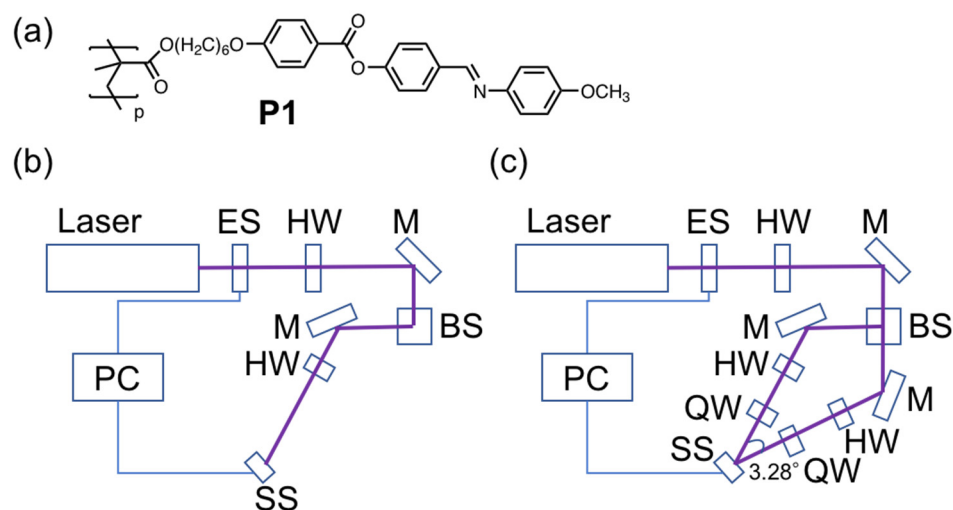 (a)
O(H₂C)₆O
O
O
O
N
OCH₃
p
P1
(b)
Laser
ES
HW
M
M
BS
HW
PC
SS
(c)
Laser
ES
HW
M
M
BS
HW
PC
QW
M
SS
HW
3.28°
QW